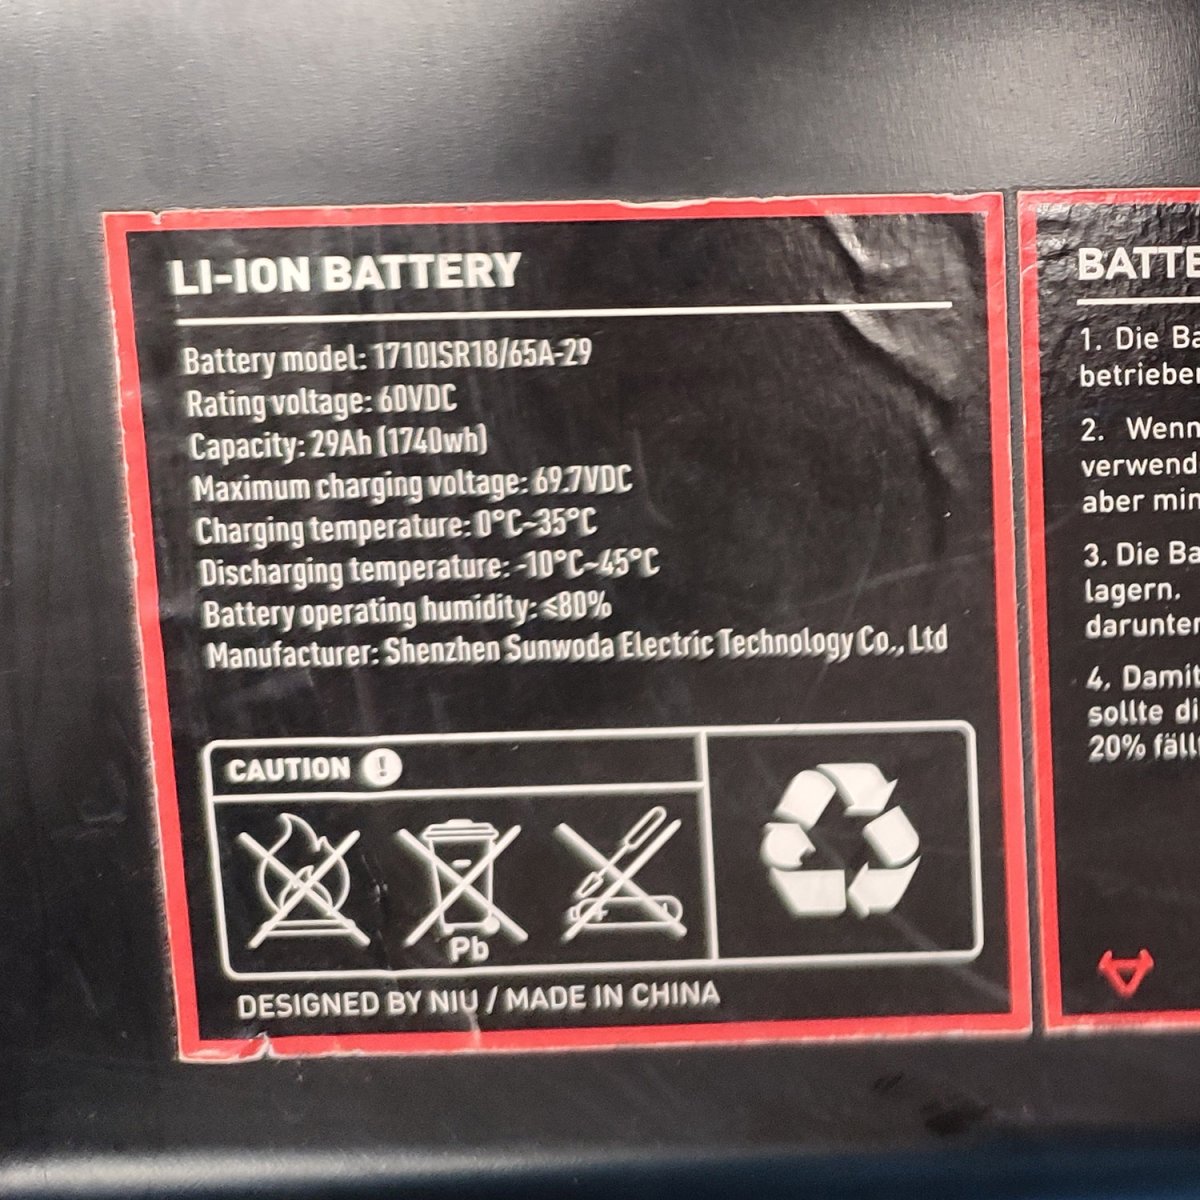 LI-ION BATTERY
Battery model: 1710ISR18/65A-29
Rating voltage: 60VDC
Capacity: 29Ah (1740wh)
Maximum charging voltage: 69.7VDC
Charging temperature: 0°C~35°C
Discharging temperature: -10°C~45°C
Battery operating humidity: ≤80%
Manufacturer: Shenzhen Sunwoda Electric Technology Co., Ltd
CAUTION !
Pb
DESIGNED BY NIU / MADE IN CHINA
BATTE
1. Die Ba
betrieber
2. Wenn
verwend
aber min
3. Die Ba
lagern.
darunter
4. Damit
sollte di
20% fällt